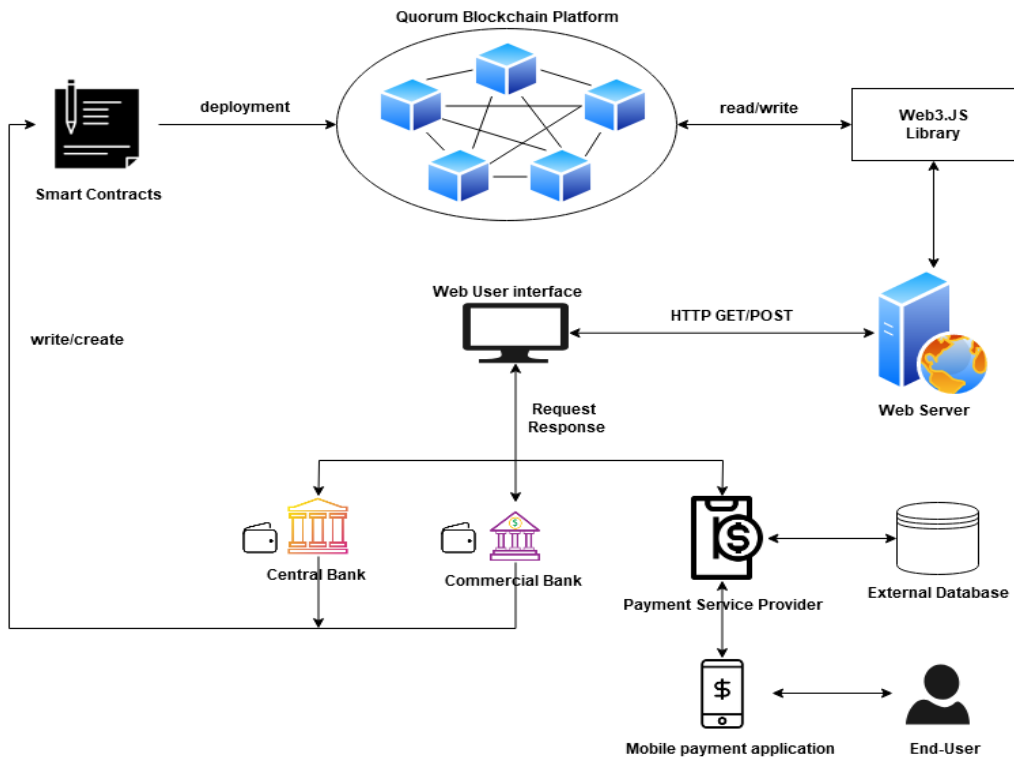 Quorum Blockchain Platform
deployment
read/write
Web3.JS
Library
Smart Contracts
Web User interface
HTTP GET/POST
write/create
Web Server
Request
Response
$
$
Central Bank
Commercial Bank
Payment Service Provider
External Database
$
Mobile payment application
End-User